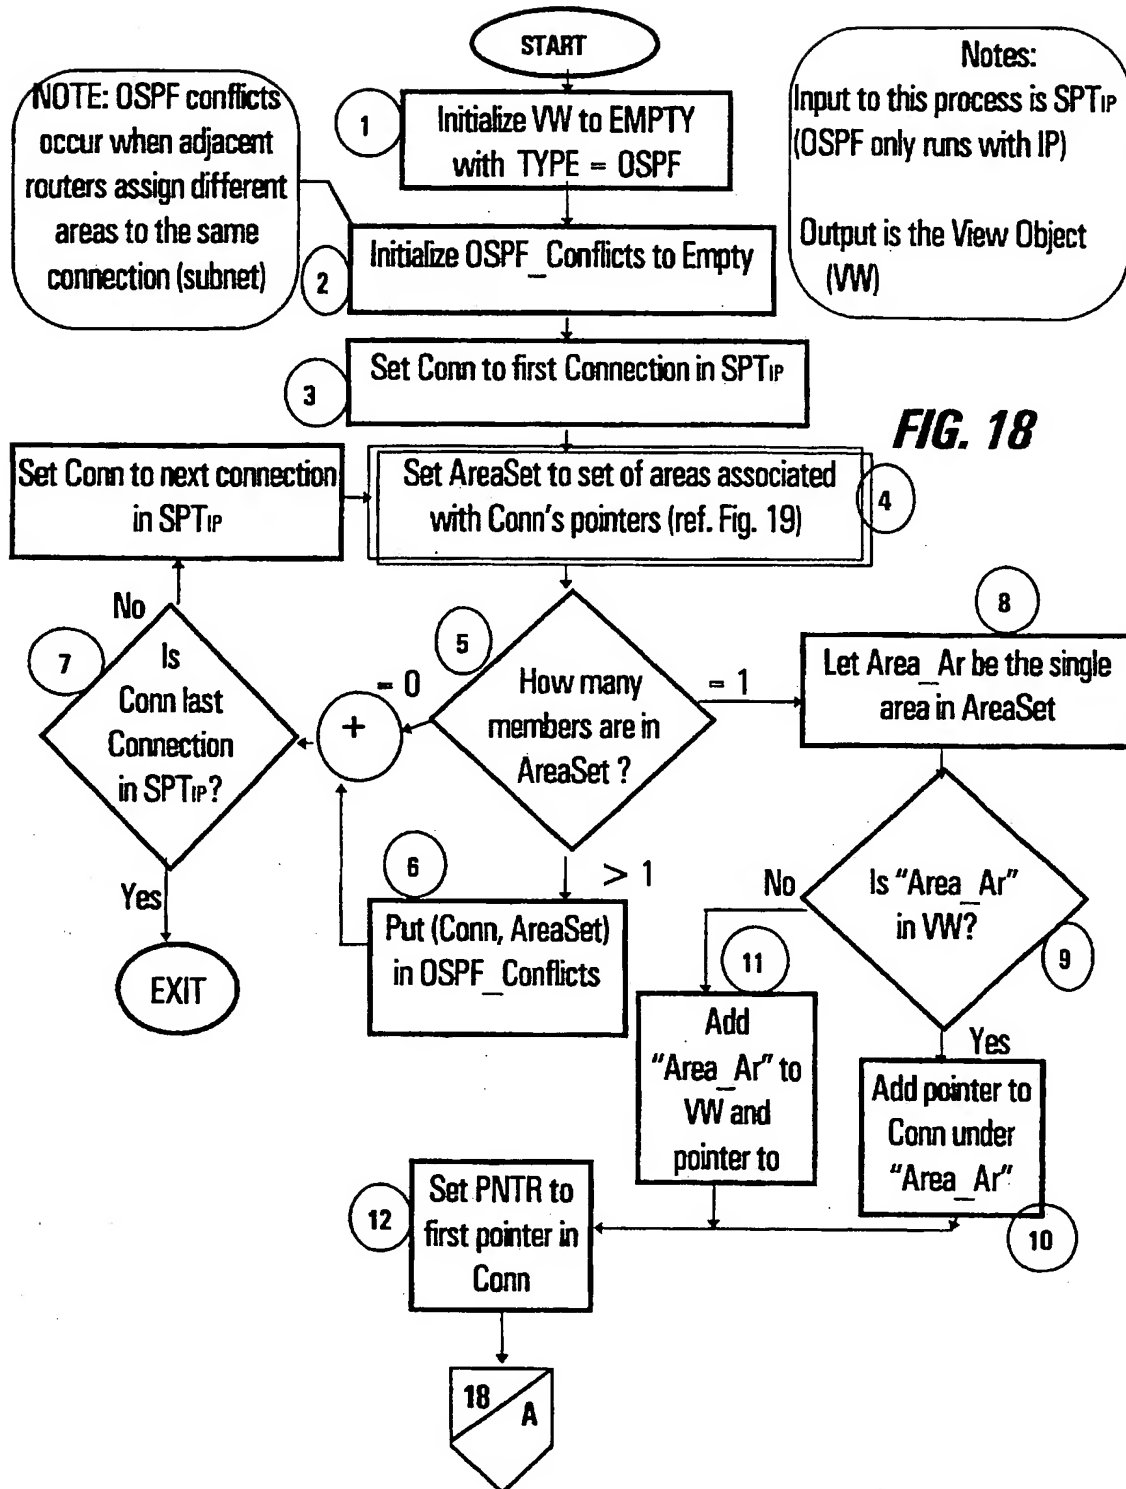 START
NOTE: OSPF conflicts
occur when adjacent
routers assign different
areas to the same
connection (subnet)
Notes:
Input to this process is SPTIP
(OSPF only runs with IP)
Output is the View Object
(VW)
1
Initialize VW to EMPTY
with TYPE = OSPF
2
Initialize OSPF_Conflicts to Empty
3
Set Conn to first Connection in SPTIP
FIG. 18
Set Conn to next connection
in SPTIP
Set AreaSet to set of areas associated
with Conn's pointers (ref. Fig. 19)
4
No
7
Is
Conn last
Connection
in SPTIP?
Yes
EXIT
= 0
+
5
How many
members are in
AreaSet ?
= 1
> 1
6
Put (Conn, AreaSet)
in OSPF_Conflicts
8
Let Area_Ar be the single
area in AreaSet
No
Is "Area_Ar"
in VW?
9
Yes
11
Add
"Area_Ar" to
VW and
pointer to
Add pointer to
Conn under
"Area_Ar"
10
12
Set PNTR to
first pointer in
Conn
18
A